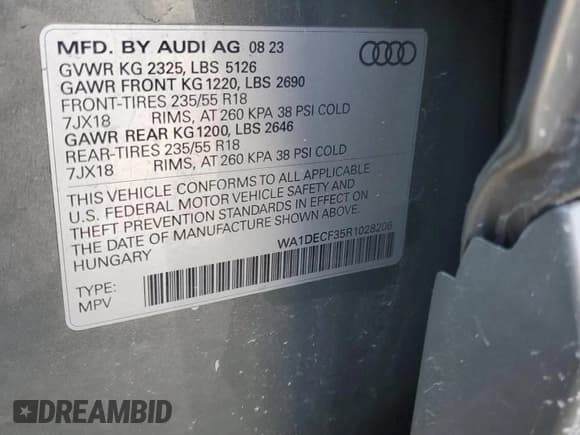 MFD. BY AUDI AG 08 23
GVWR KG 2325, LBS 5126
GAWR FRONT KG 1220, LBS 2690
FRONT-TIRES 235/55 R18
7JX18 RIMS, AT 260 KPA 38 PSI COLD
GAWR REAR KG 1200, LBS 2646
REAR-TIRES 235/55 R18
7JX18 RIMS, AT 260 KPA 38 PSI COLD
THIS VEHICLE CONFORMS TO ALL APPLICABLE
U.S. FEDERAL MOTOR VEHICLE SAFETY AND
THEFT PREVENTION STANDARDS IN EFFECT ON
THE DATE OF MANUFACTURE SHOWN ABOVE.
HUNGARY WA1DECF35R1028206
TYPE:
MPV
DREAMBID